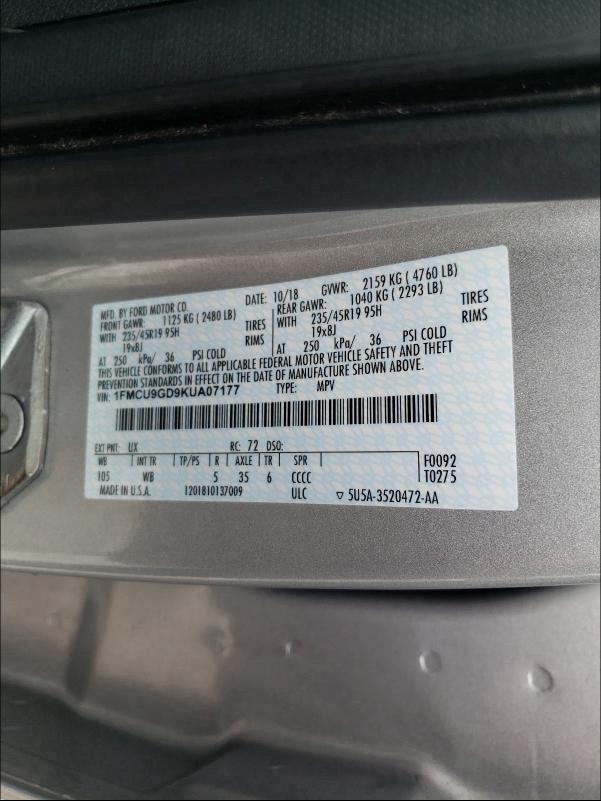 MFD. BY FORD MOTOR CO. DATE: 10/18 GVWR: 2159 KG ( 4760 LB)
FRONT GAWR: 1125 KG ( 2480 LB) REAR GAWR: 1040 KG ( 2293 LB)
WITH 235/45R19 95H TIRES WITH 235/45R19 95H TIRES
19x8J RIMS 19x8J RIMS
AT 250 kPa/ 36 PSI COLD AT 250 kPa/ 36 PSI COLD
THIS VEHICLE CONFORMS TO ALL APPLICABLE FEDERAL MOTOR VEHICLE SAFETY AND THEFT
PREVENTION STANDARDS IN EFFECT ON THE DATE OF MANUFACTURE SHOWN ABOVE.
VIN: 1FMCU9GD9KUA07177 TYPE: MPV
EXT PNT: UX RC: 72 DSO:
WB INT TR TP/PS R AXLE TR SPR F0092
105 WB 5 35 6 CCCC T0275
MADE IN U.S.A. 1201810137009 ULC ▽ 5U5A-3520472-AA